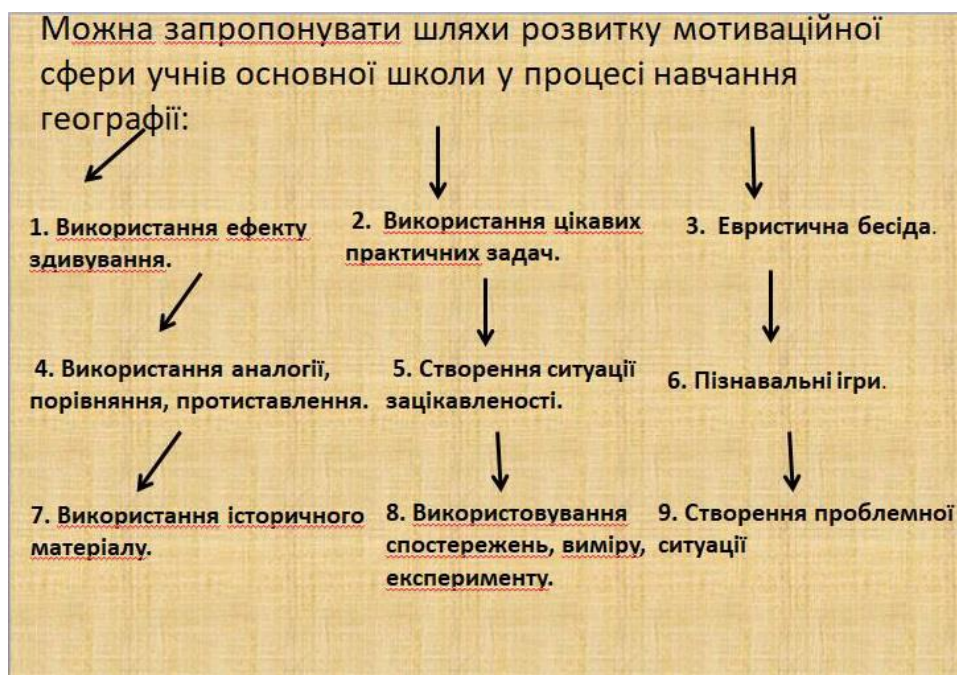 Можна запропонувати шляхи розвитку мотиваційної
сфери учнів основної школи у процесі навчання
географії:
1. Використання ефекту
здивування.
2. Використання цікавих
практичних задач.
3. Евристична бесіда.
4. Використання аналогії,
порівняння, протиставлення.
5. Створення ситуації
зацікавленості.
6. Пізнавальні ігри.
7. Використання історичного
матеріалу.
8. Використовування
спостережень, виміру,
експерименту.
9. Створення проблемної
ситуації